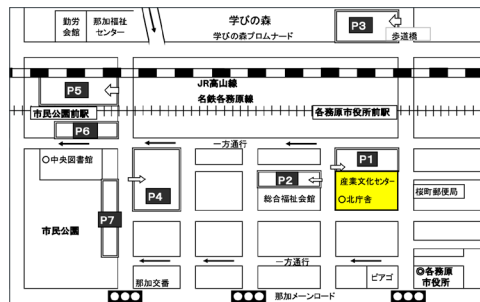 勤労
会館
那加福祉
センター
学びの森
学びの森プロムナード
P3
歩道橋
P5
JR高山線
名鉄各務原線
市民公園前駅
各務原市役所前駅
P6
一方通行
○中央図書館
P1
P2
P4
産業文化センター
○北庁舎
総合福祉会館
桜町郵便局
P7
市民公園
一方通行
那加交番
ピアゴ
◎各務原
市役所
那加メーンロード